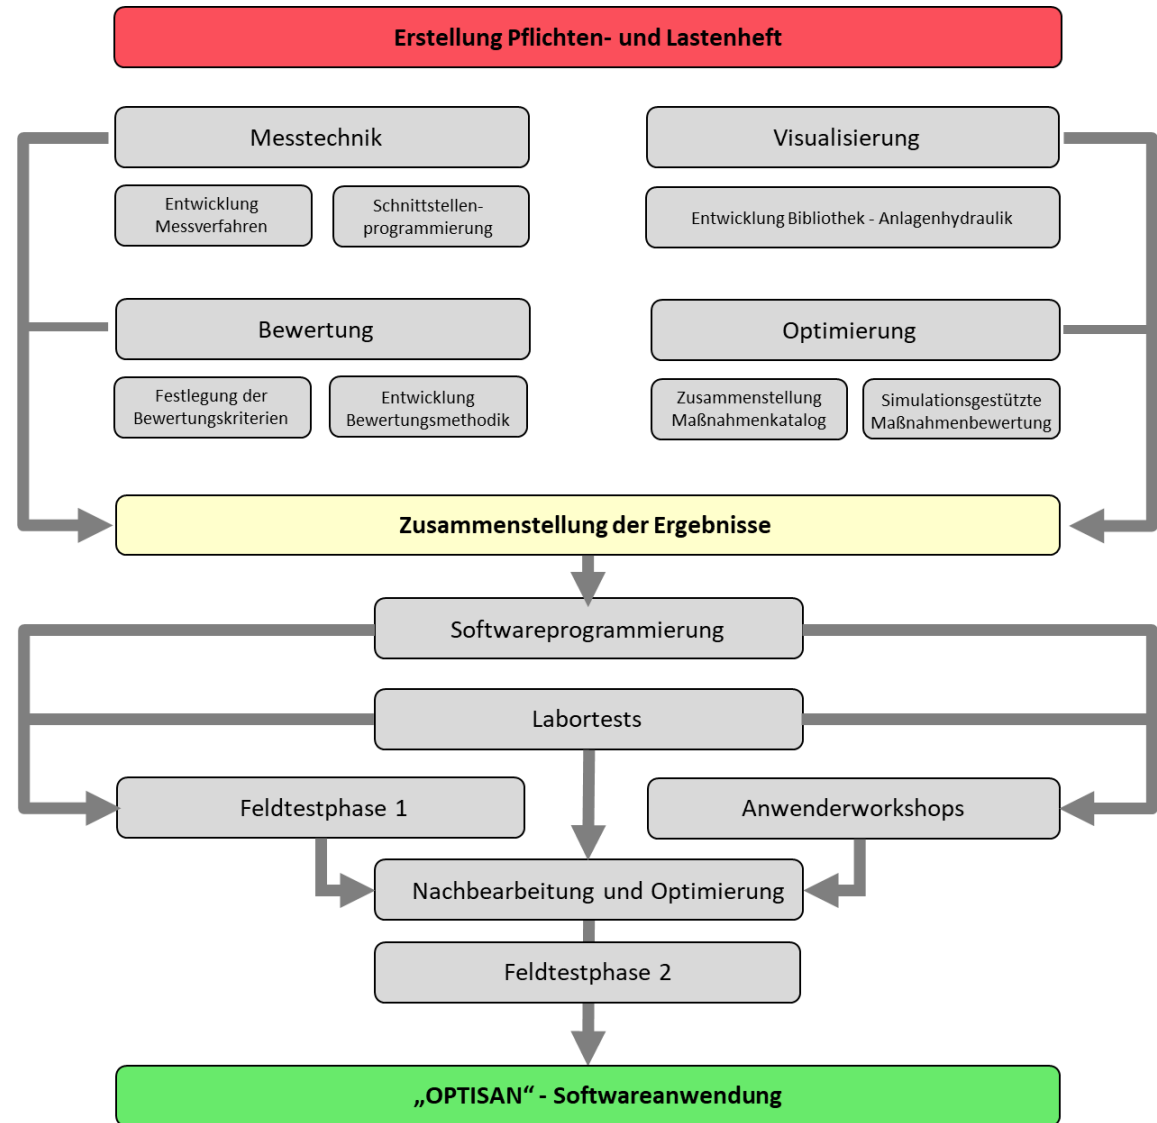 Erstellung Pflichten- und Lastenheft
Messtechnik
Visualisierung
Entwicklung
Messverfahren
Schnittstellen-
programmierung
Entwicklung Bibliothek - Anlagenhydraulik
Bewertung
Optimierung
Festlegung der
Bewertungskriterien
Entwicklung
Bewertungsmethodik
Zusammenstellung
Maßnahmenkatalog
Simulationsgestützte
Maßnahmenbewertung
Zusammenstellung der Ergebnisse
Softwareprogrammierung
Labortests
Feldtestphase 1
Anwenderworkshops
Nachbearbeitung und Optimierung
Feldtestphase 2
„OPTISAN“ - Softwareanwendung